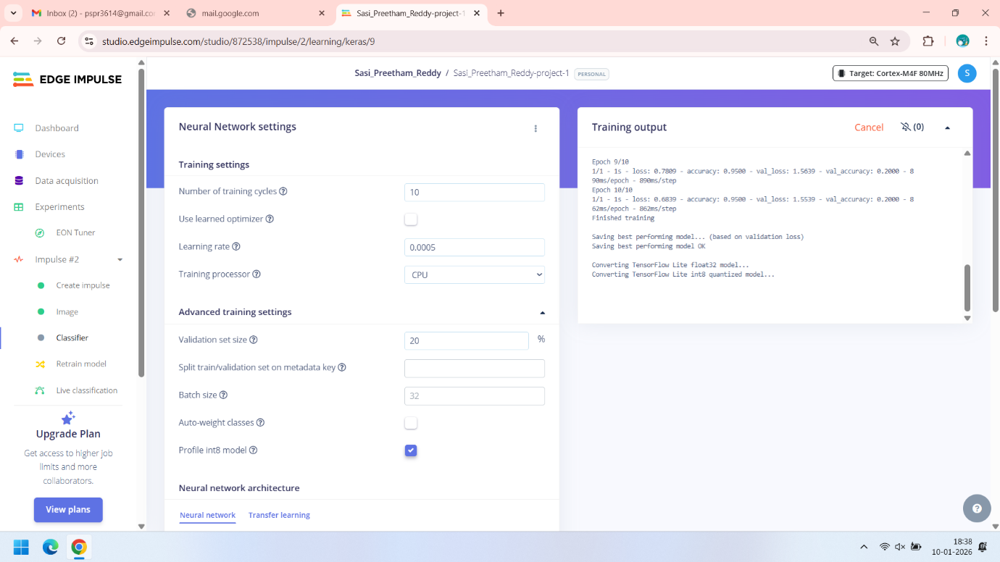 Inbox (2) - pspr3614@gmail.co
mail.google.com
Sasi_Preetham_Reddy-project-1
studio.edgeimpulse.com/studio/872538/impulse/2/learning/keras/9
EDGE IMPULSE
Sasi_Preetham_Reddy / Sasi_Preetham_Reddy-project-1 PERSONAL
Target: Cortex-M4F 80MHz
S
Dashboard
Devices
Data acquisition
Experiments
EON Tuner
Impulse #2
Create impulse
Image
Classifier
Retrain model
Live classification
Upgrade Plan
Get access to higher job
limits and more
collaborators.
View plans
Neural Network settings
Training settings
Number of training cycles
10
Use learned optimizer
Learning rate
0.0005
Training processor
CPU
Advanced training settings
Validation set size
20
%
Split train/validation set on metadata key
Batch size
32
Auto-weight classes
Profile int8 model
Neural network architecture
Neural network
Transfer learning
Training output
Cancel
(0)
Epoch 9/10
1/1 - 1s - loss: 0.7809 - accuracy: 0.9500 - val_loss: 1.5639 - val_accuracy: 0.2000 - 8
90ms/epoch - 890ms/step
Epoch 10/10
1/1 - 1s - loss: 0.6839 - accuracy: 0.9500 - val_loss: 1.5539 - val_accuracy: 0.2000 - 8
62ms/epoch - 862ms/step
Finished training
Saving best performing model... (based on validation loss)
Saving best performing model OK
Converting TensorFlow Lite float32 model...
Converting TensorFlow Lite int8 quantized model...
18:38
10-01-2026